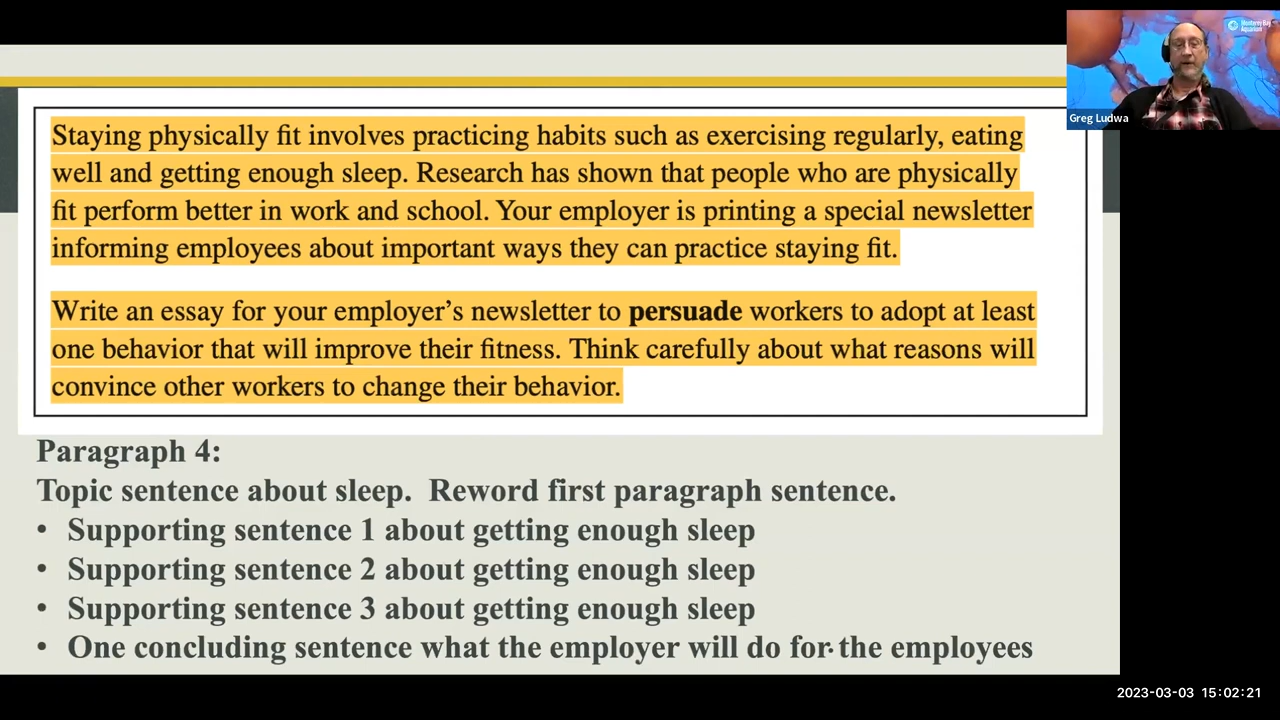 Monterey Bay
Aquarium
Greg Ludwa
Staying physically fit involves practicing habits such as exercising regularly, eating
well and getting enough sleep. Research has shown that people who are physically
fit perform better in work and school. Your employer is printing a special newsletter
informing employees about important ways they can practice staying fit.
Write an essay for your employer’s newsletter to persuade workers to adopt at least
one behavior that will improve their fitness. Think carefully about what reasons will
convince other workers to change their behavior.
Paragraph 4:
Topic sentence about sleep.  Reword first paragraph sentence.
• Supporting sentence 1 about getting enough sleep
• Supporting sentence 2 about getting enough sleep
• Supporting sentence 3 about getting enough sleep
• One concluding sentence what the employer will do for the employees
2023-03-03 15:02:21